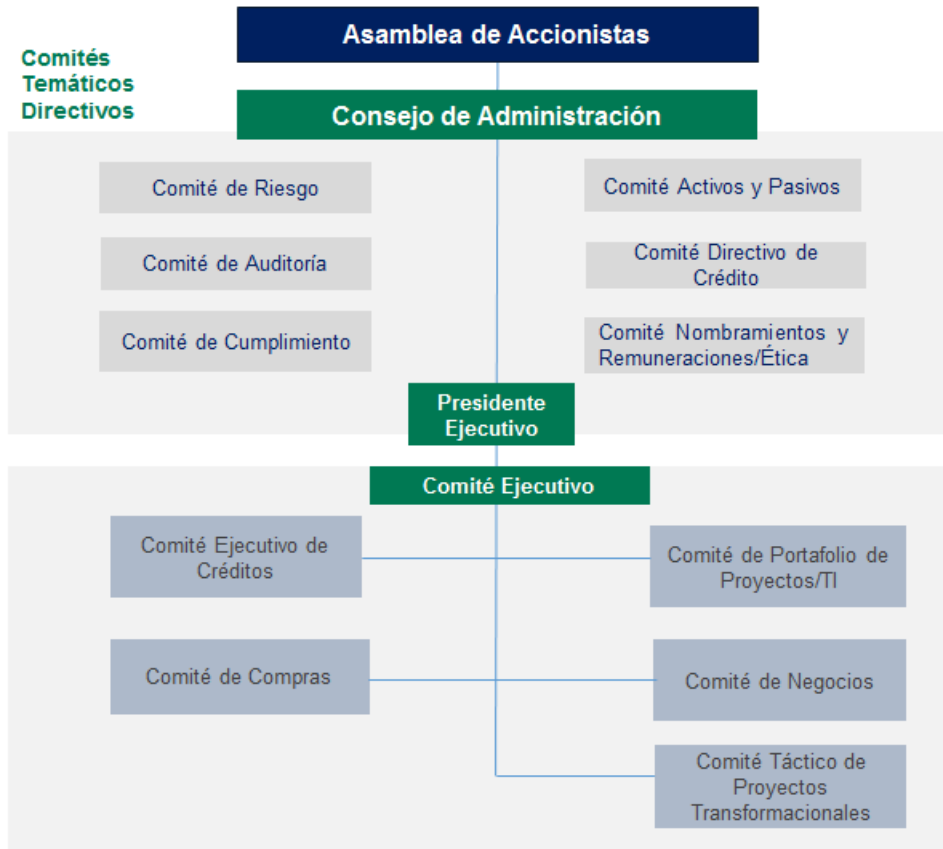 Asamblea de Accionistas
Comités
Temáticos
Directivos
Consejo de Administración
Comité de Riesgo
Comité Activos y Pasivos
Comité de Auditoría
Comité Directivo de
Crédito
Comité de Cumplimiento
Comité Nombramientos y
Remuneraciones/Ética
Presidente
Ejecutivo
Comité Ejecutivo
Comité Ejecutivo de
Créditos
Comité de Portafolio de
Proyectos/TI
Comité de Compras
Comité de Negocios
Comité Táctico de
Proyectos
Transformacionales